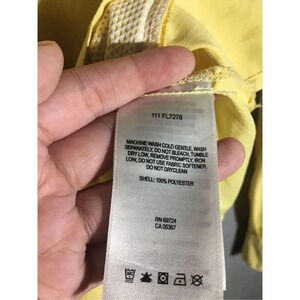 111 FL7278
MACHINE WASH COLD GENTLE, WASH
SEPARATELY. DO NOT BLEACH, TUMBLE
DRY LOW, REMOVE PROMPTLY, IRON
LOW, DO NOT USE FABRIC SOFTENER.
DO NOT DRYCLEAN
SHELL: 100% POLYESTER
RN 69724
CA 05367